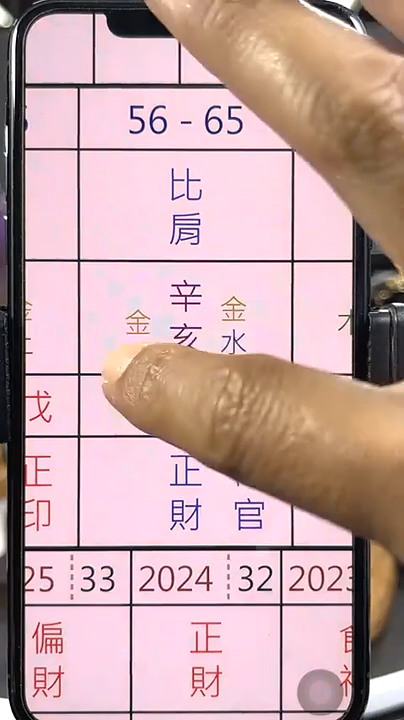 56 - 65
比
肩
辛
金 金
亥 水
戊
正 正
印 財 官
25 33 2024 32 2023
偏 正
財 財